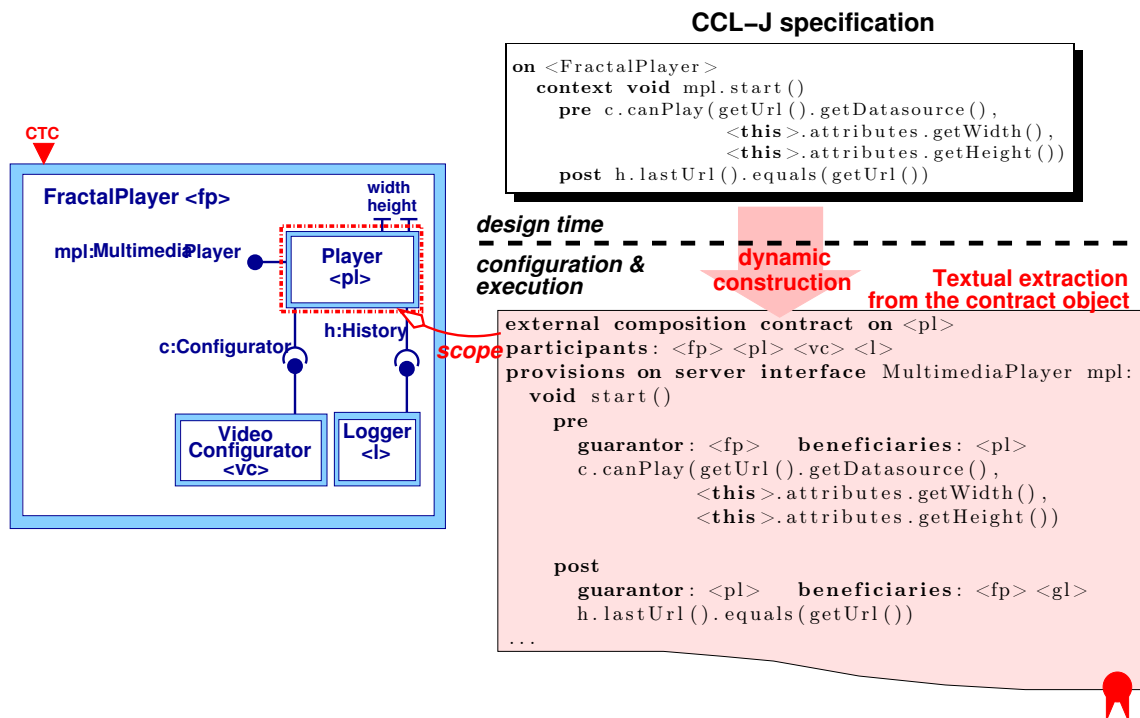 CCL–J specification
on <FractalPlayer>
context void mpl.start()
pre c.canPlay(getUrl().getDatasource(),
<this>.attributes.getWidth(),
<this>.attributes.getHeight())
post h.lastUrl().equals(getUrl())
CTC
FractalPlayer <fp>
width
height
mpl:MultimediaPlayer
Player
<pl>
c:Configurator
h:History
Video
Configurator
<vc>
Logger
<l>
scope
design time
configuration &
execution
dynamic
construction
Textual extraction
from the contract object
external composition contract on <pl>
participants: <fp> <pl> <vc> <l>
provisions on server interface MultimediaPlayer mpl:
void start()
pre
guarantor: <fp> beneficiaries: <pl>
c.canPlay(getUrl().getDatasource(),
<this>.attributes.getWidth(),
<this>.attributes.getHeight())
post
guarantor: <pl> beneficiaries: <fp> <gl>
h.lastUrl().equals(getUrl())
...